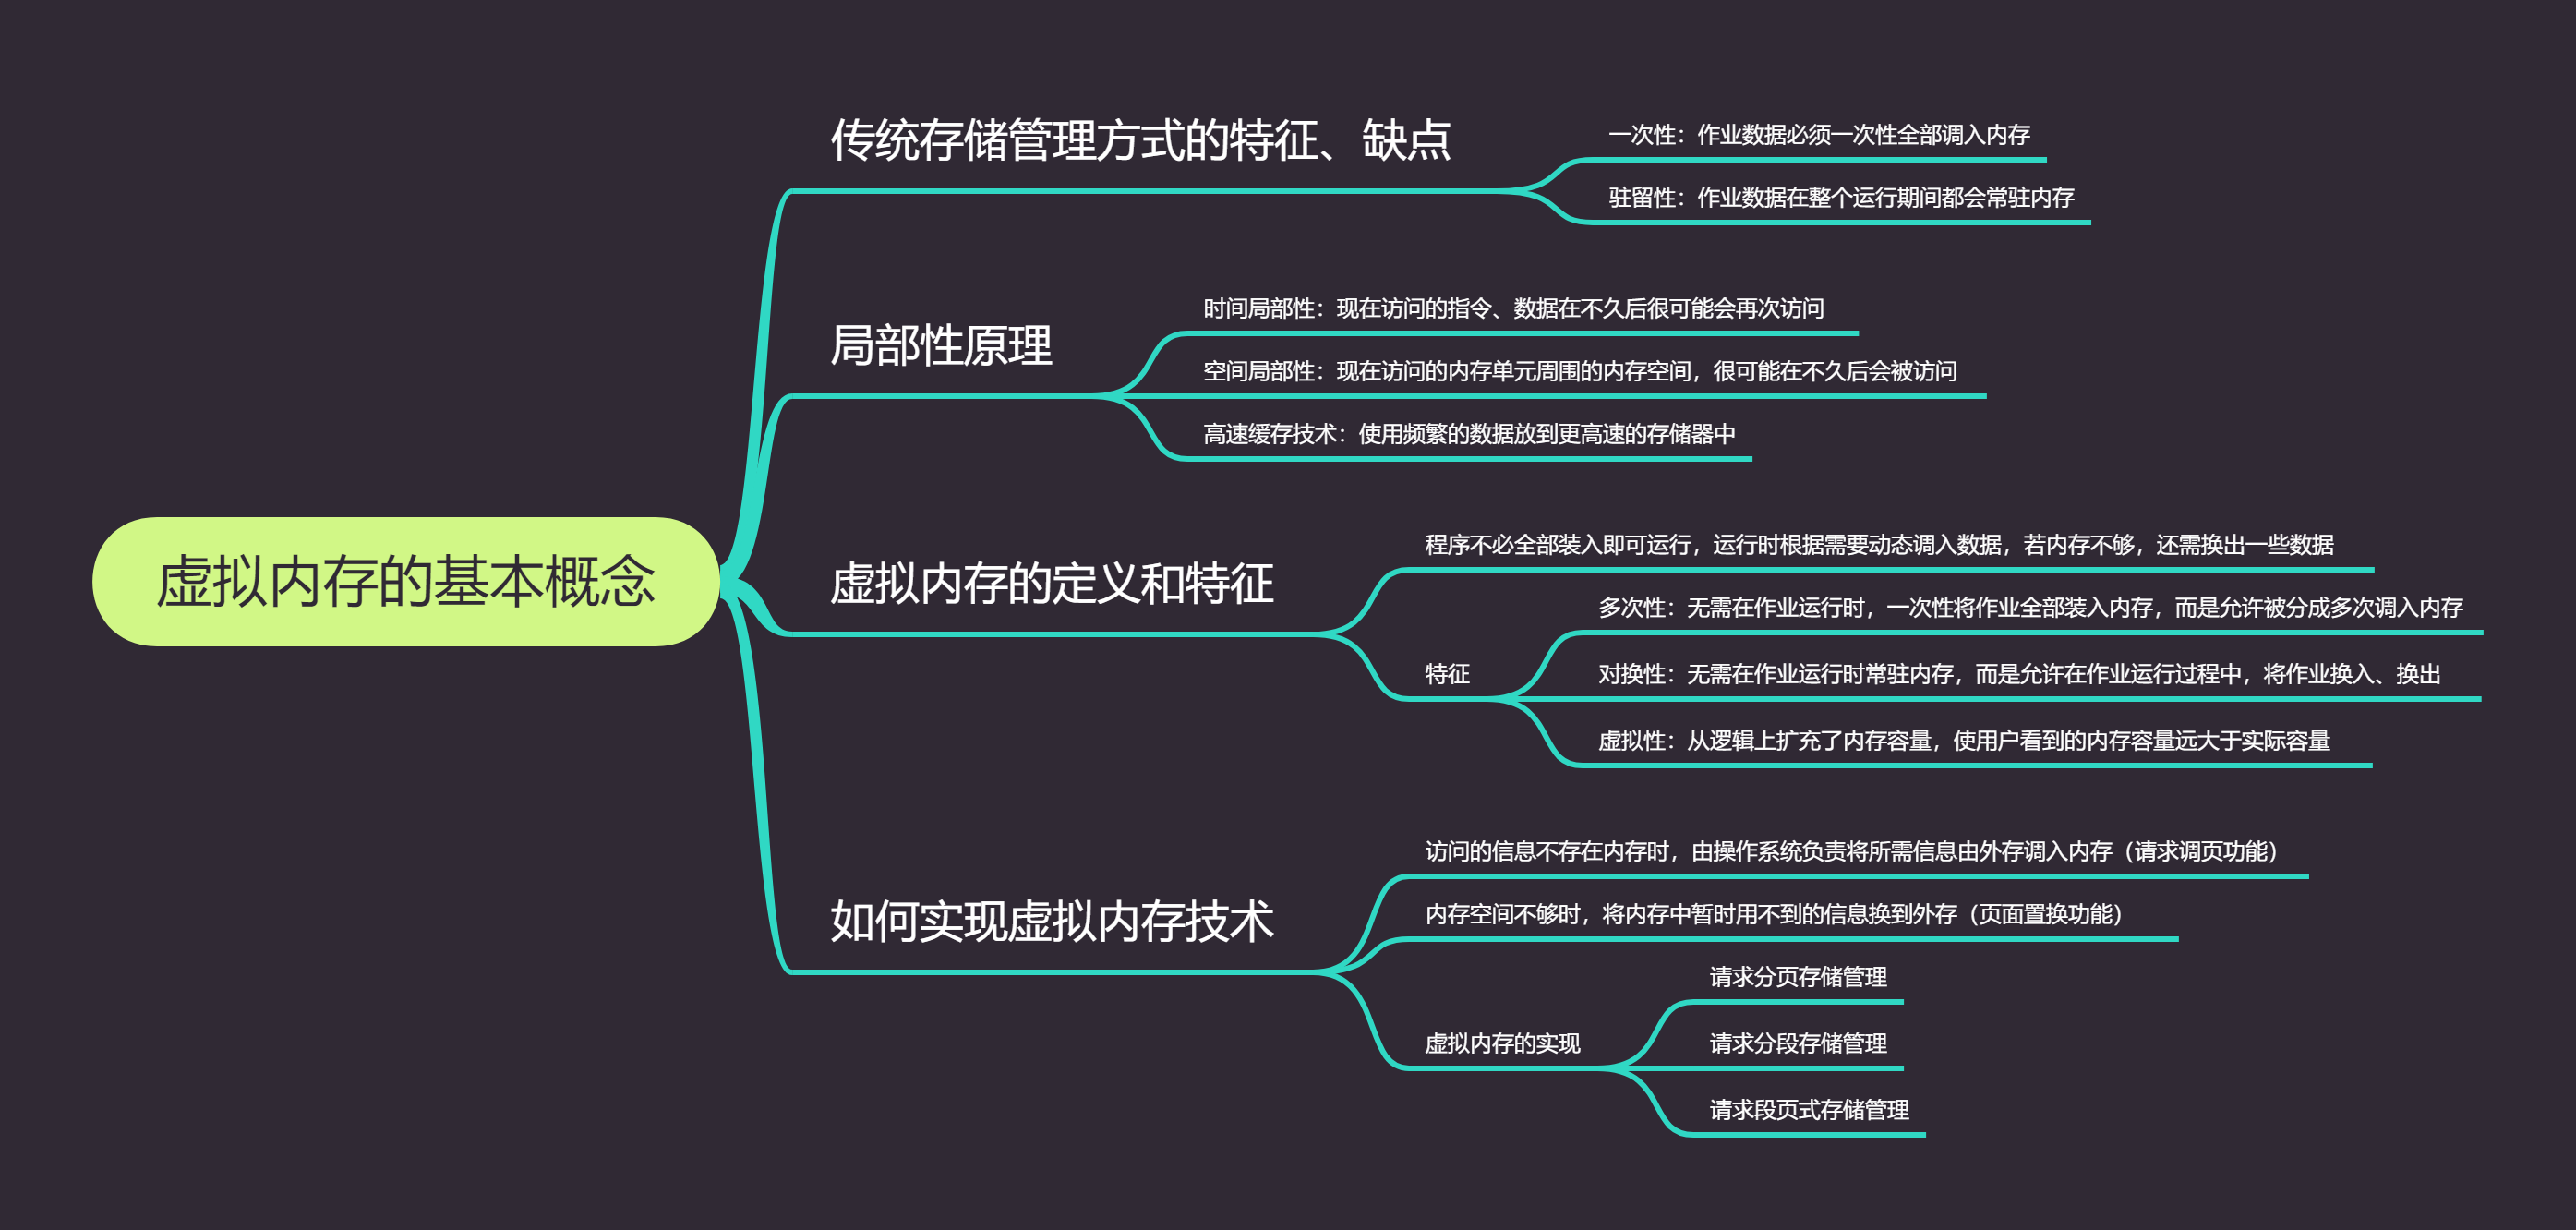 虚拟内存的基本概念
传统存储管理方式的特征、缺点
一次性：作业数据必须一次性全部调入内存
驻留性：作业数据在整个运行期间都会常驻内存
局部性原理
时间局部性：现在访问的指令、数据在不久后很可能会再次访问
空间局部性：现在访问的内存单元周围的内存空间，很可能在不久后会被访问
高速缓存技术：使用频繁的数据放到更高速的存储器中
虚拟内存的定义和特征
程序不必全部装入即可运行，运行时根据需要动态调入数据，若内存不够，还需换出一些数据
特征
多次性：无需在作业运行时，一次性将作业全部装入内存，而是允许被分成多次调入内存
对换性：无需在作业运行时常驻内存，而是允许在作业运行过程中，将作业换入、换出
虚拟性：从逻辑上扩充了内存容量，使用户看到的内存容量远大于实际容量
如何实现虚拟内存技术
访问的信息不存在内存时，由操作系统负责将所需信息由外存调入内存（请求调页功能）
内存空间不够时，将内存中暂时用不到的信息换到外存（页面置换功能）
虚拟内存的实现
请求分页存储管理
请求分段存储管理
请求段页式存储管理